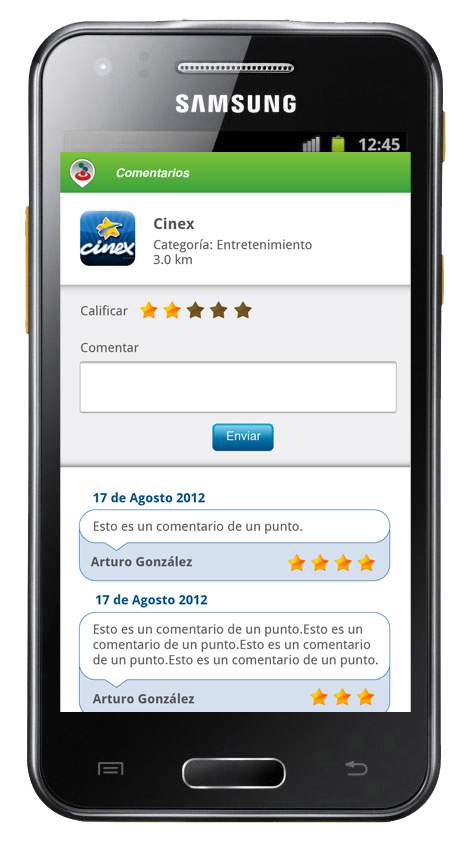 SAMSUNG
12:45
Comentarios
cinex
Cinex
Categoría: Entretenimiento
3.0 km
Calificar
Comentar
Enviar
17 de Agosto 2012
Esto es un comentario de un punto.
Arturo González
17 de Agosto 2012
Esto es un comentario de un punto.Esto es un
comentario de un punto.Esto es un comentario
de un punto.Esto es un comentario de un punto.
Arturo González